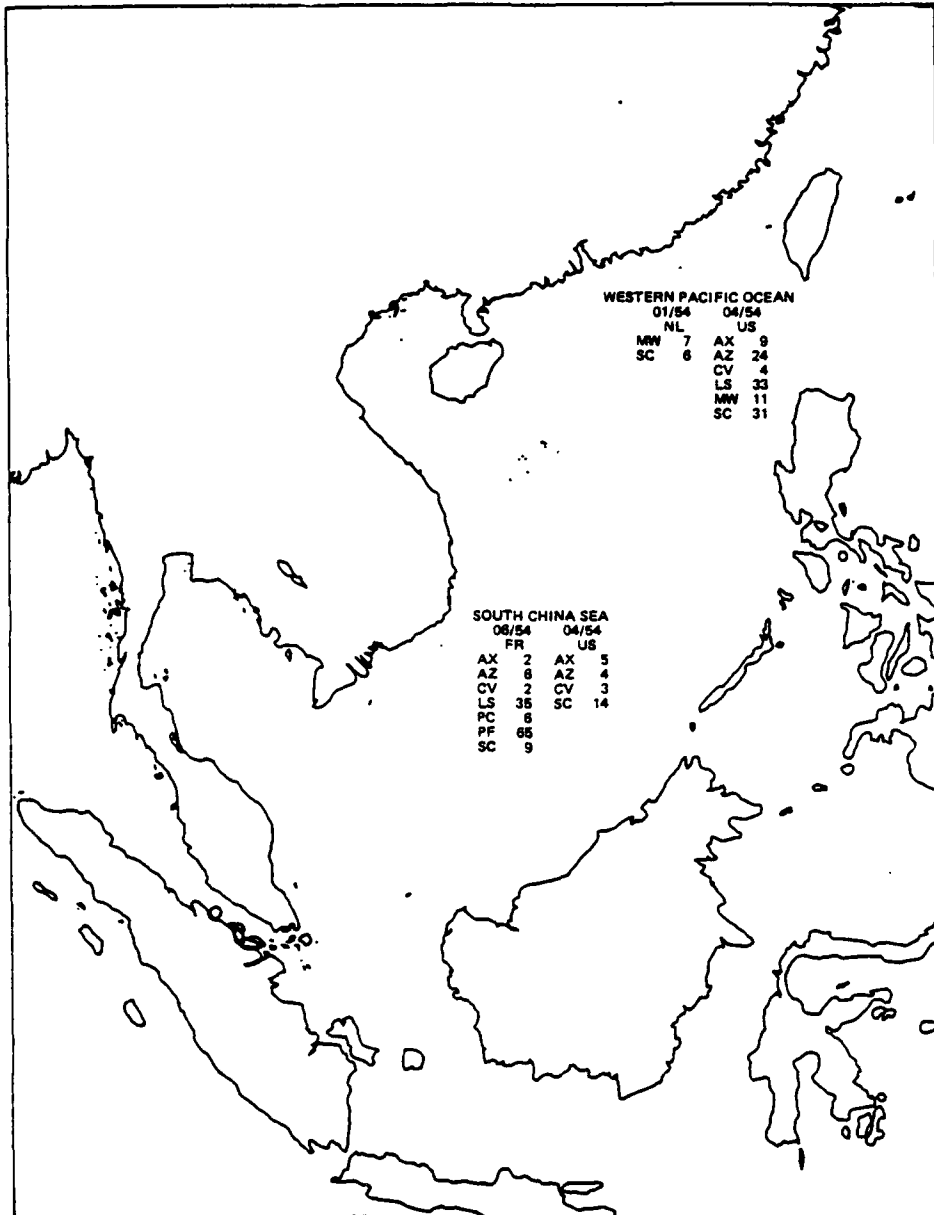 WESTERN PACIFIC OCEAN
01/54 04/54
NL US
MW 7 AX 9
SC 6 AZ 24
CV 4
LS 33
MW 11
SC 31
SOUTH CHINA SEA
06/54 04/54
FR US
AX 2 AX 5
AZ 6 AZ 4
CV 2 CV 3
LS 35 SC 14
PC 6
PF 65
SC 9